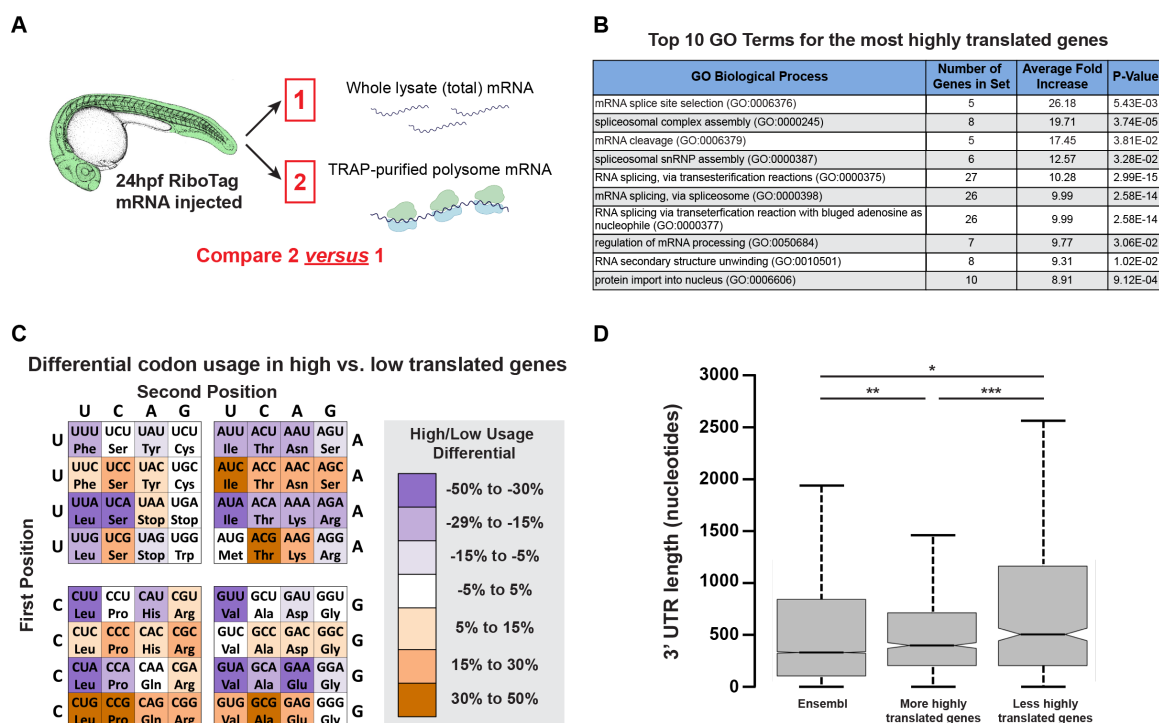 A
1
Whole lysate (total) mRNA
24hpf RiboTag
mRNA injected
2
TRAP-purified polysome mRNA
Compare 2 versus 1
B
Top 10 GO Terms for the most highly translated genes
GO Biological Process Number of Genes in Set Average Fold Increase P-Value
mRNA splice site selection (GO:0006376) 5 26.18 5.43E-03
spliceosomal complex assembly (GO:0000245) 8 19.71 3.74E-05
mRNA cleavage (GO:0006379) 5 17.45 3.81E-02
spliceosomal snRNP assembly (GO:0000387) 6 12.57 3.28E-02
RNA splicing, via transesterification reactions (GO:0000375) 27 10.28 2.99E-15
mRNA splicing, via spliceosome (GO:0000398) 26 9.99 2.58E-14
RNA splicing via transeterfication reaction with bluged adenosine as
nucleophile (GO:0000377) 26 9.99 2.58E-14
regulation of mRNA processing (GO:0050684) 7 9.77 3.06E-02
RNA secondary structure unwinding (GO:0010501) 8 9.31 1.02E-02
protein import into nucleus (GO:0006606) 10 8.91 9.12E-04
C
Differential codon usage in high vs. low translated genes
Second Position
U C A G U C A G
First Position
U UUU UCU UAU UCU AUU ACU AAU AGU A
Phe Ser Tyr Cys Ile Thr Asn Ser
U UUC UCC UAC UGC AUC ACC AAC AGC A
Phe Ser Tyr Cys Ile Thr Asn Ser
U UUA UCA UAA UGA AUA ACA AAA AGA A
Leu Ser Stop Stop Ile Thr Lys Arg
U UUG UCG UAG UGG AUG ACG AAG AGG A
Leu Ser Stop Trp Met Thr Lys Arg
C CUU CCU CAU CGU GUU GCU GAU GGU G
Leu Pro His Arg Val Ala Asp Gly
C CUC CCC CAC CGC GUC GCC GAC GGC G
Leu Pro His Arg Val Ala Asp Gly
C CUA CCA CAA CGA GUA GCA GAA GGA G
Leu Pro Gln Arg Val Ala Glu Gly
C CUG CCG CAG CGG GUG GCG GAG GGG G
Leu Pro Gln Arg Val Ala Glu Gly
High/Low Usage
Differential
-50% to -30%
-29% to -15%
-15% to -5%
-5% to 5%
5% to 15%
15% to 30%
30% to 50%
D
3' UTR length (nucleotides)
3000
2500
2000
1500
1000
500
0
*
** ***
Ensembl
More highly
translated genes
Less highly
translated genes